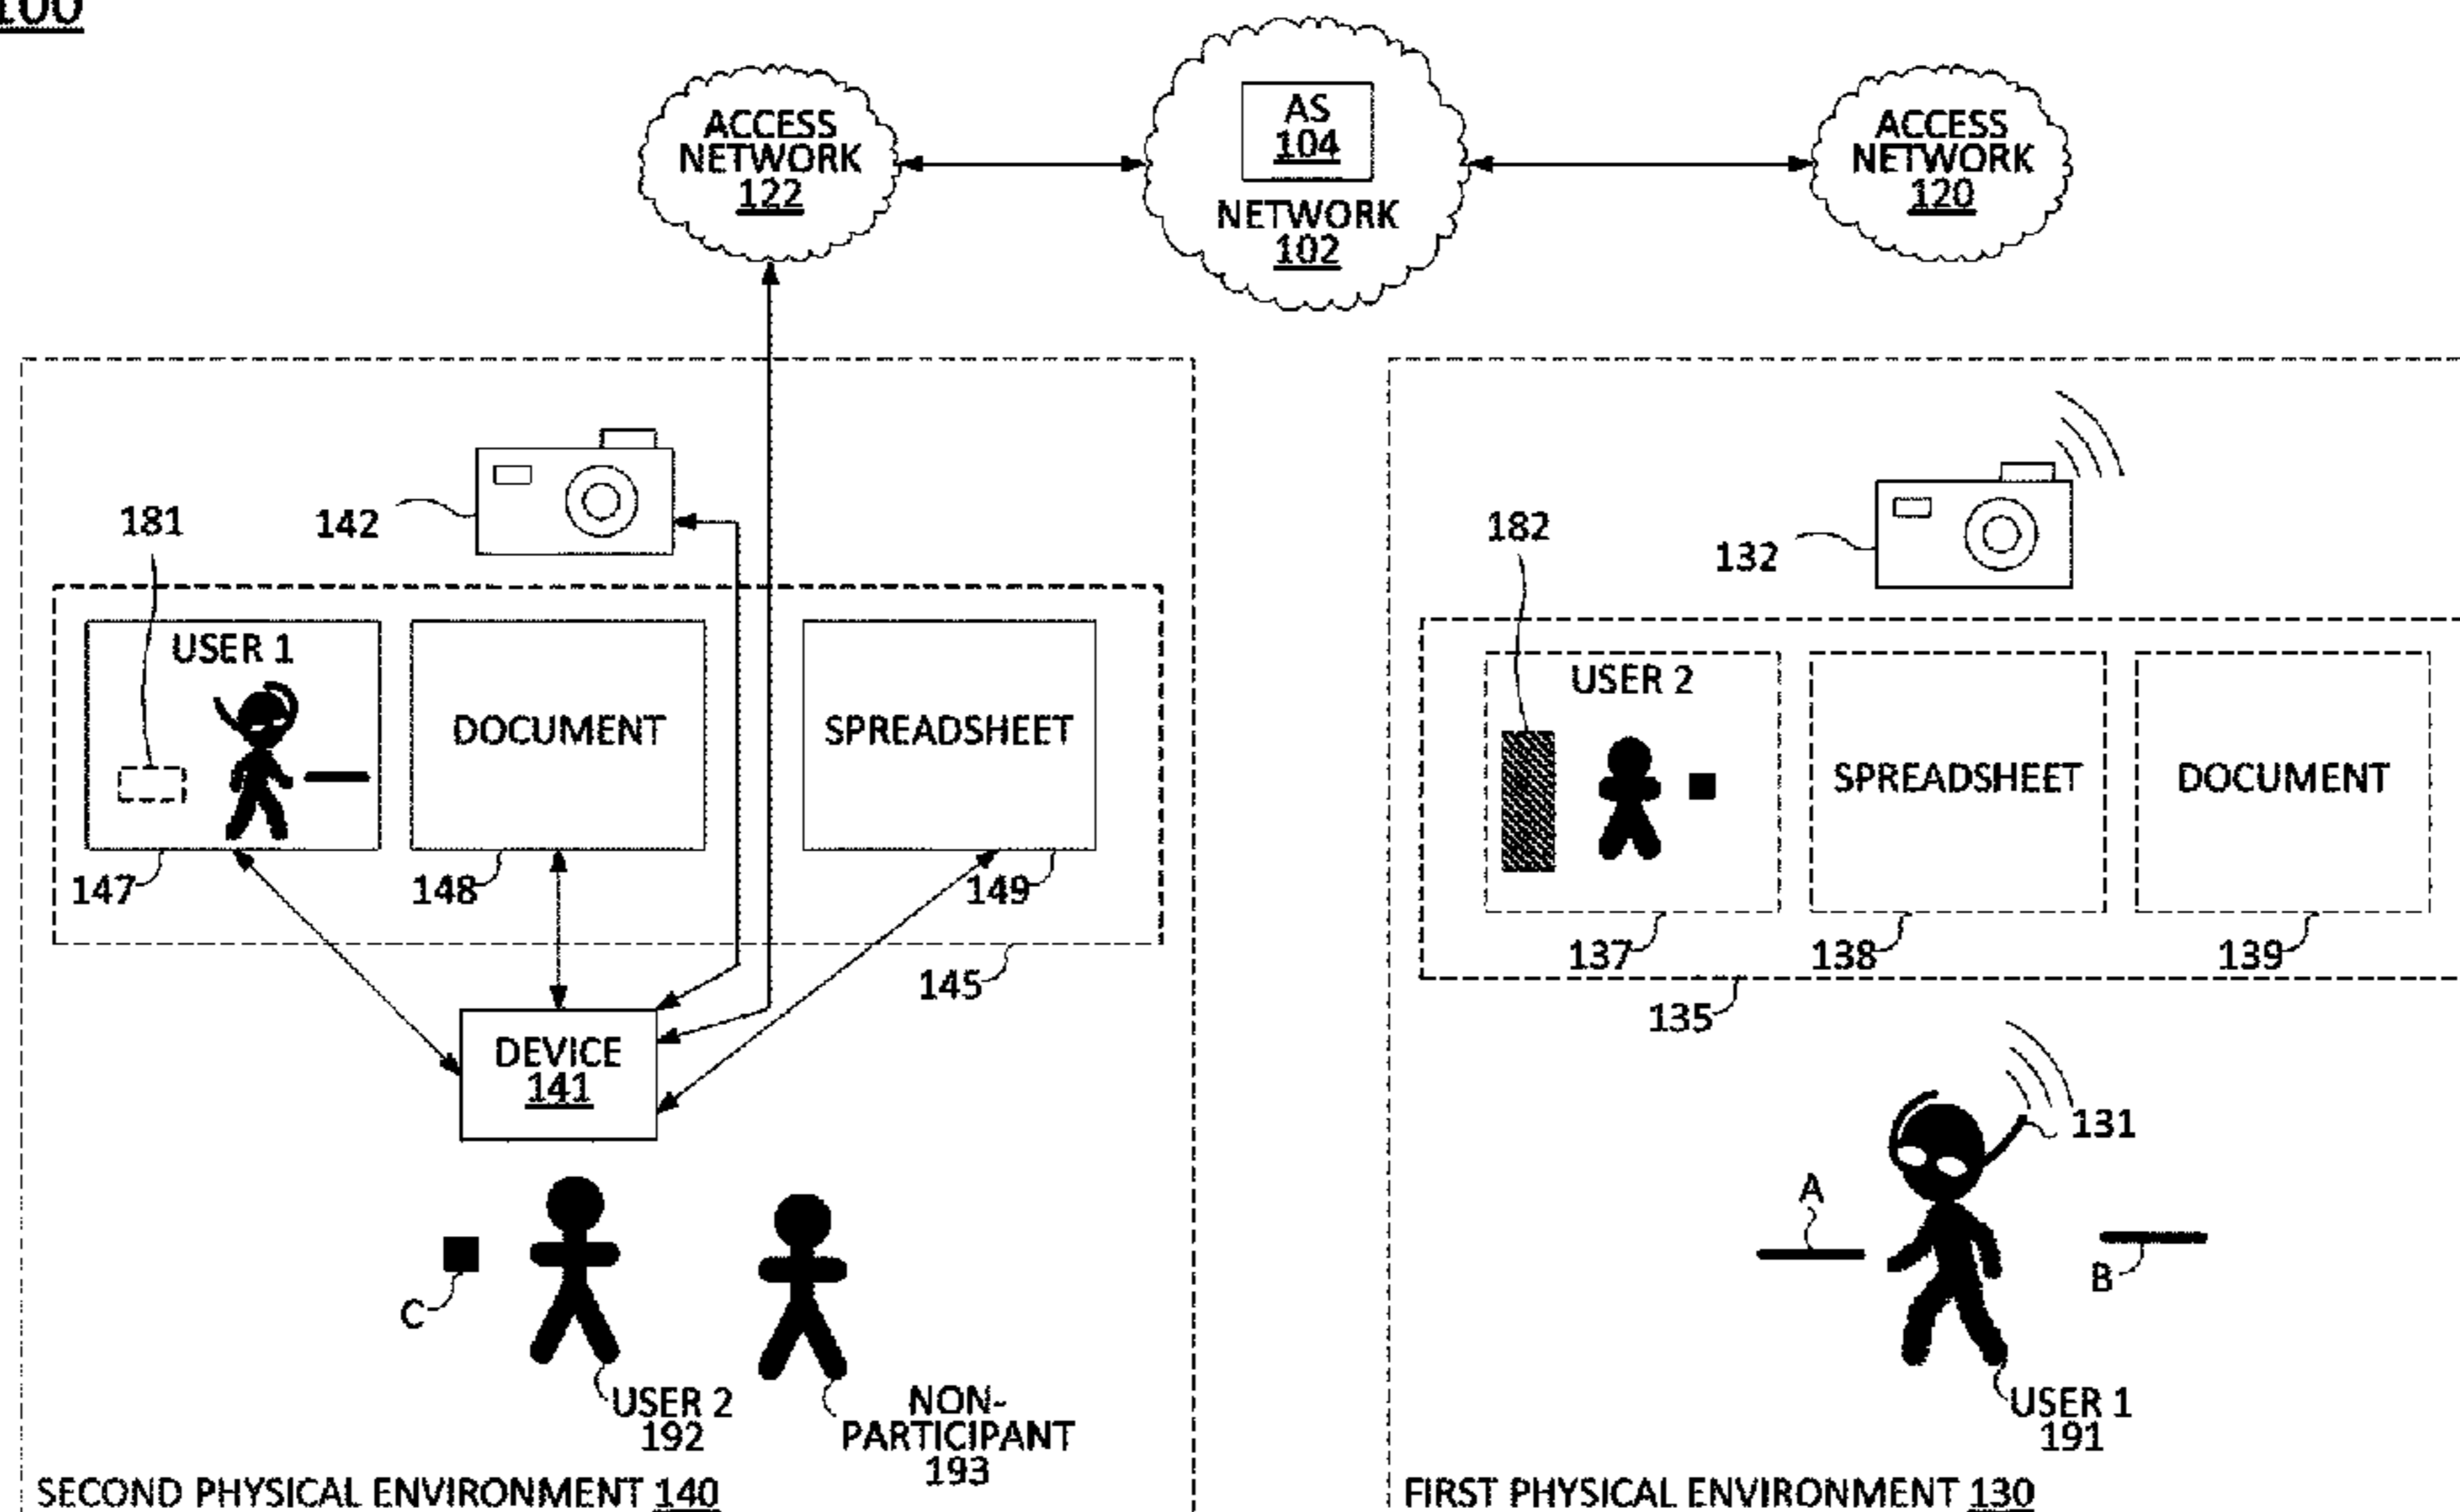 100
ACCESS
NETWORK
122
AS
104
NETWORK
102
ACCESS
NETWORK
120
181
142
USER 1
DOCUMENT
SPREADSHEET
147
148
149
145
DEVICE
141
C
USER 2
192
NON-
PARTICIPANT
193
SECOND PHYSICAL ENVIRONMENT 140
182
132
USER 2
SPREADSHEET
DOCUMENT
137
138
139
135
131
A
B
USER 1
191
FIRST PHYSICAL ENVIRONMENT 130